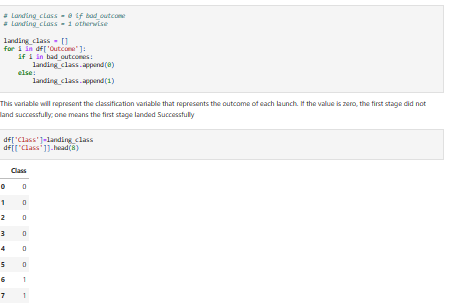 # landing_class = 0 if bad_outcome
# landing_class = 1 otherwise
landing_class = []
for i in df['Outcome']:
if i in bad_outcomes:
landing_class.append(0)
else:
landing_class.append(1)
This variable will represent the classification variable that represents the outcome of each launch. If the value is zero, the first stage did not
land successfully; one means the first stage landed Successfully
df['Class']=landing_class
df[['Class']].head(8)
Class
0 0
1 0
2 0
3 0
4 0
5 0
6 1
7 1